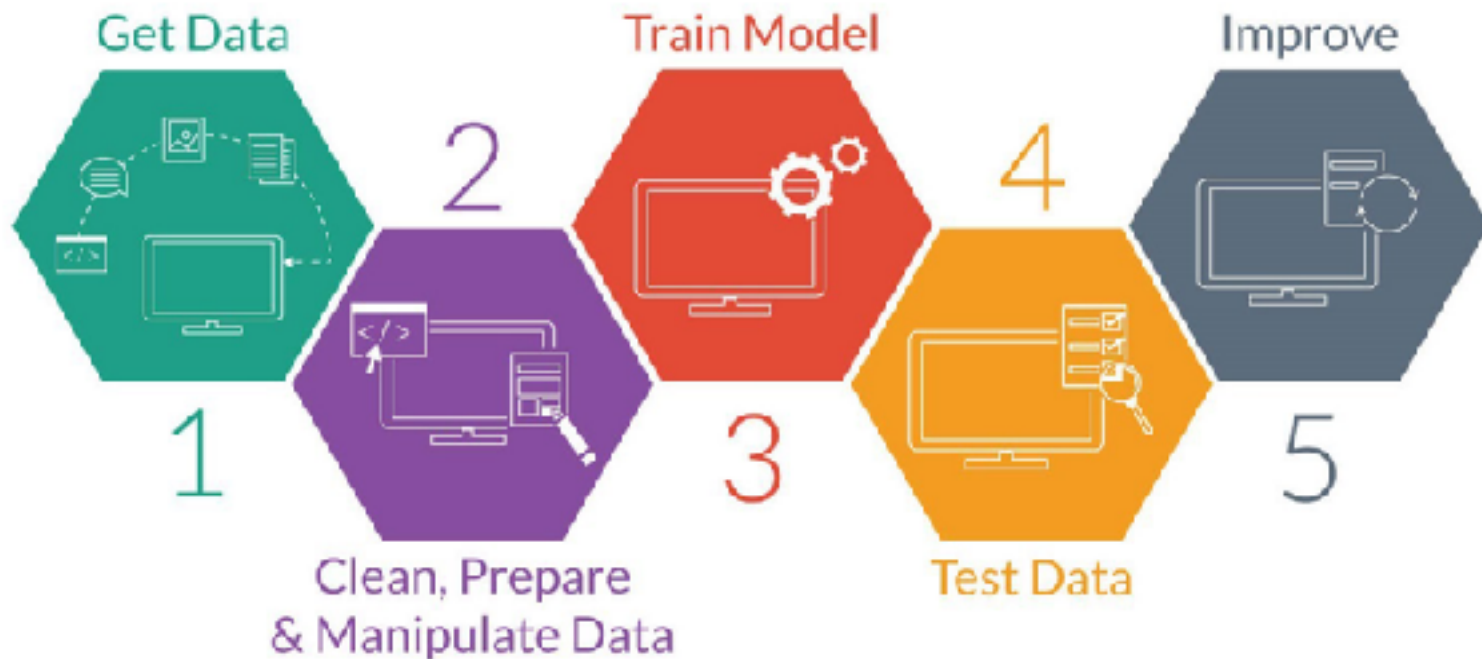 Get Data
1
2
Clean, Prepare
& Manipulate Data
Train Model
3
4
Test Data
Improve
5